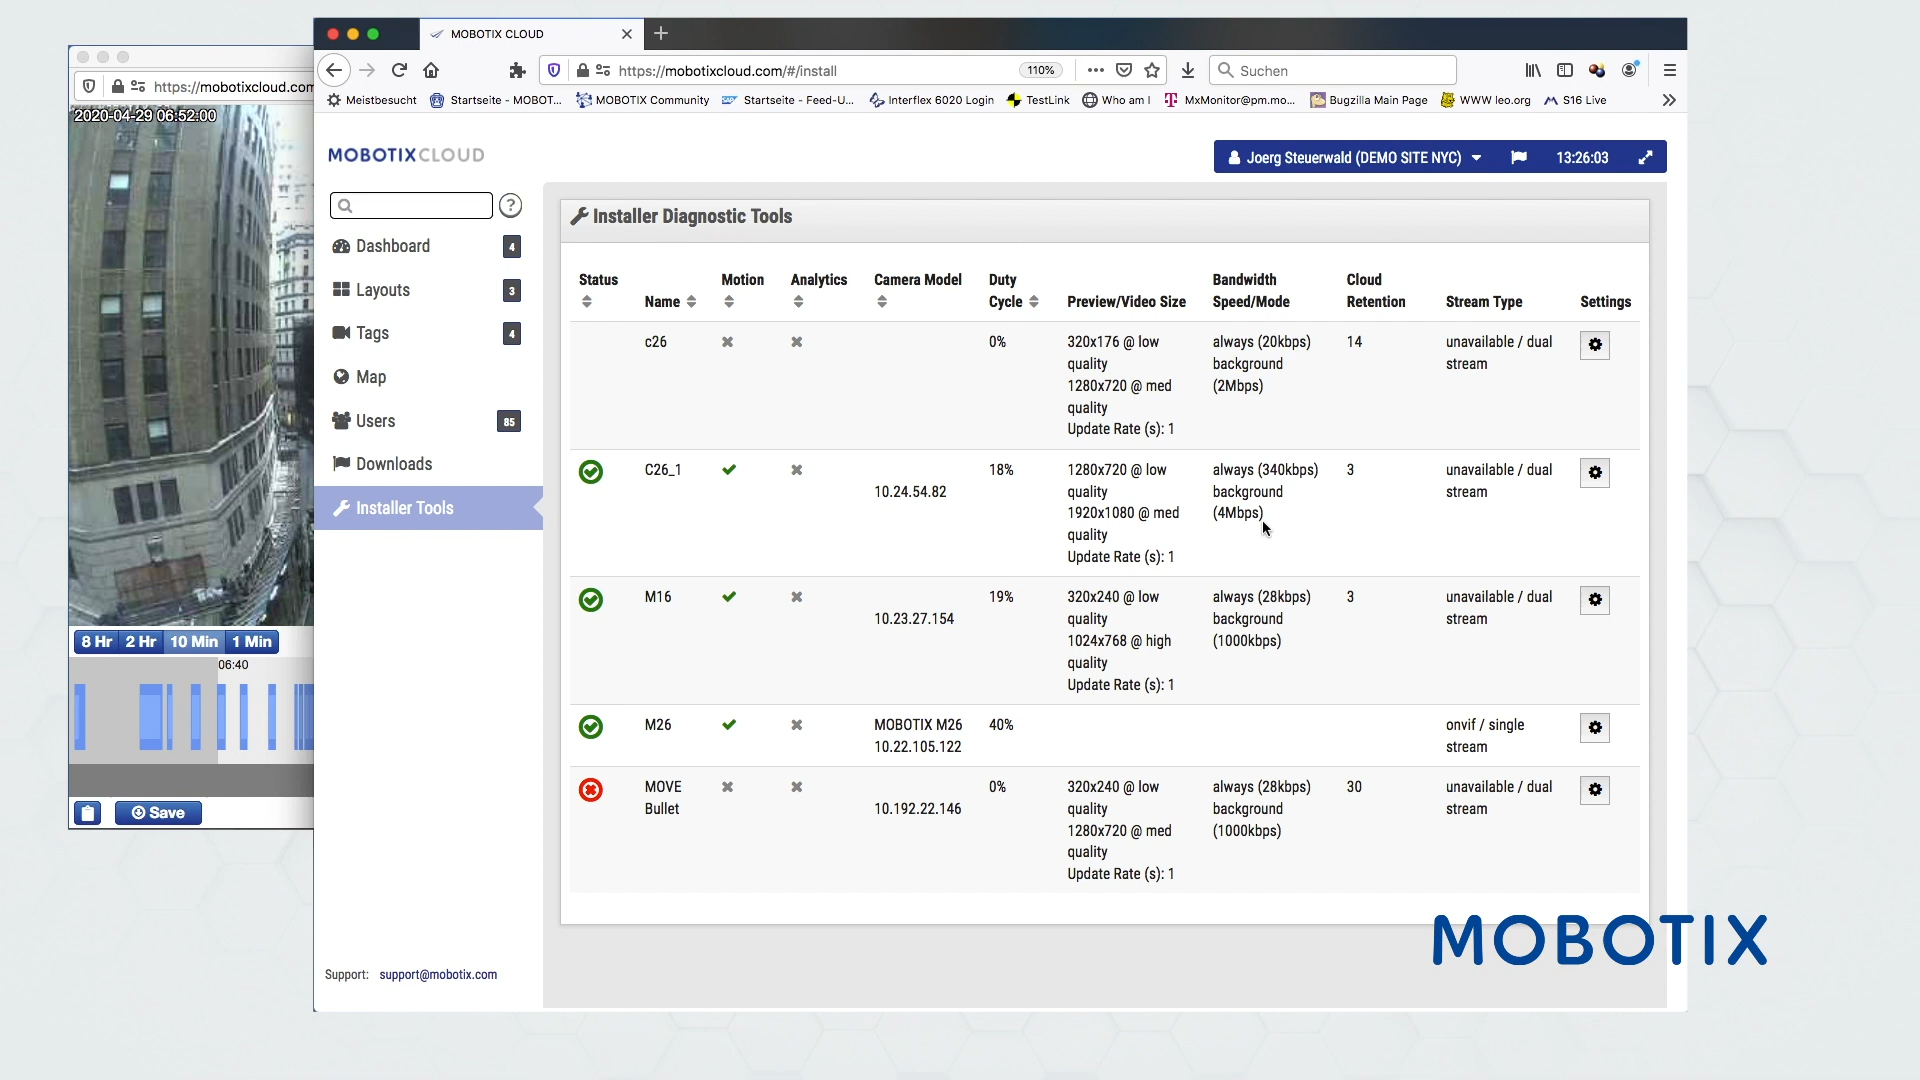 MOBOTIX CLOUD
https://mobotixcloud.com/#/install
110%
Suchen
Meistbesucht
Startseite - MOBOT...
MOBOTIX Community
Startseite - Feed-U...
Interflex 6020 Login
TestLink
Who am I
MxMonitor@pm.mo...
Bugzilla Main Page
WWW leo.org
S16 Live
https://mobotixcloud.com
2020-04-29 06:52:00
8 Hr
2 Hr
10 Min
1 Min
06:40
Save
MOBOTIXCLOUD
Joerg Steuerwald (DEMO SITE NYC)
13:26:03
?
Dashboard 4
Layouts 3
Tags 4
Map
Users 85
Downloads
Installer Tools
Support: support@mobotix.com
Installer Diagnostic Tools
Status
Name
Motion
Analytics
Camera Model
Duty
Cycle
Preview/Video Size
Bandwidth
Speed/Mode
Cloud
Retention
Stream Type
Settings
c26
0%
320x176 @ low
quality
1280x720 @ med
quality
Update Rate (s): 1
always (20kbps)
background
(2Mbps)
14
unavailable / dual
stream
C26_1
10.24.54.82
18%
1280x720 @ low
quality
1920x1080 @ med
quality
Update Rate (s): 1
always (340kbps)
background
(4Mbps)
3
unavailable / dual
stream
M16
10.23.27.154
19%
320x240 @ low
quality
1024x768 @ high
quality
Update Rate (s): 1
always (28kbps)
background
(1000kbps)
3
unavailable / dual
stream
M26
MOBOTIX M26
10.22.105.122
40%
onvif / single
stream
MOVE
Bullet
10.192.22.146
0%
320x240 @ low
quality
1280x720 @ med
quality
Update Rate (s): 1
always (28kbps)
background
(1000kbps)
30
unavailable / dual
stream
MOBOTIX